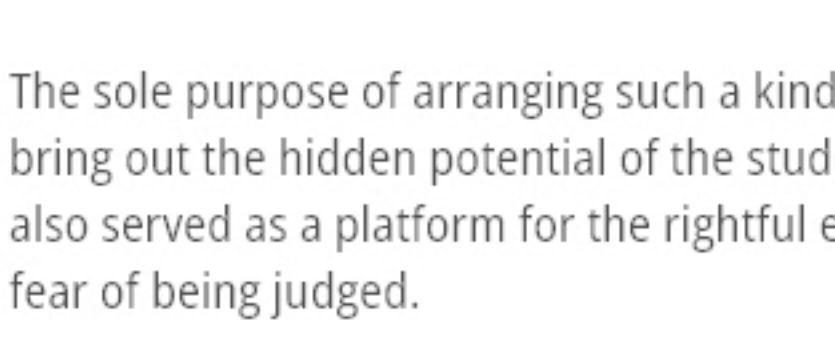 The sole purpose of arranging such a kind
bring out the hidden potential of the stud
also served as a platform for the rightful e
fear of being judged.